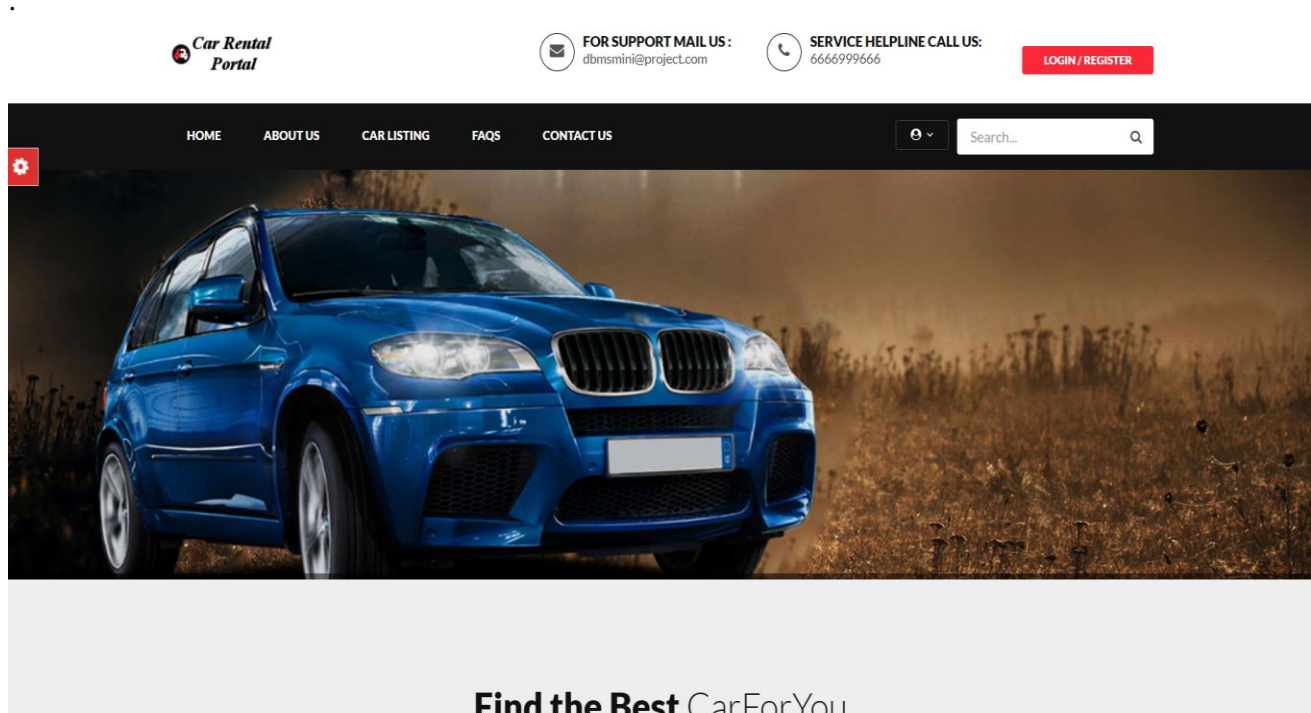 .
Car Rental
Portal
FOR SUPPORT MAIL US :
dbmsmini@project.com
SERVICE HELPLINE CALL US:
6666999666
LOGIN / REGISTER
HOME ABOUT US CAR LISTING FAQS CONTACT US
Search...
Find the Best CarForYou